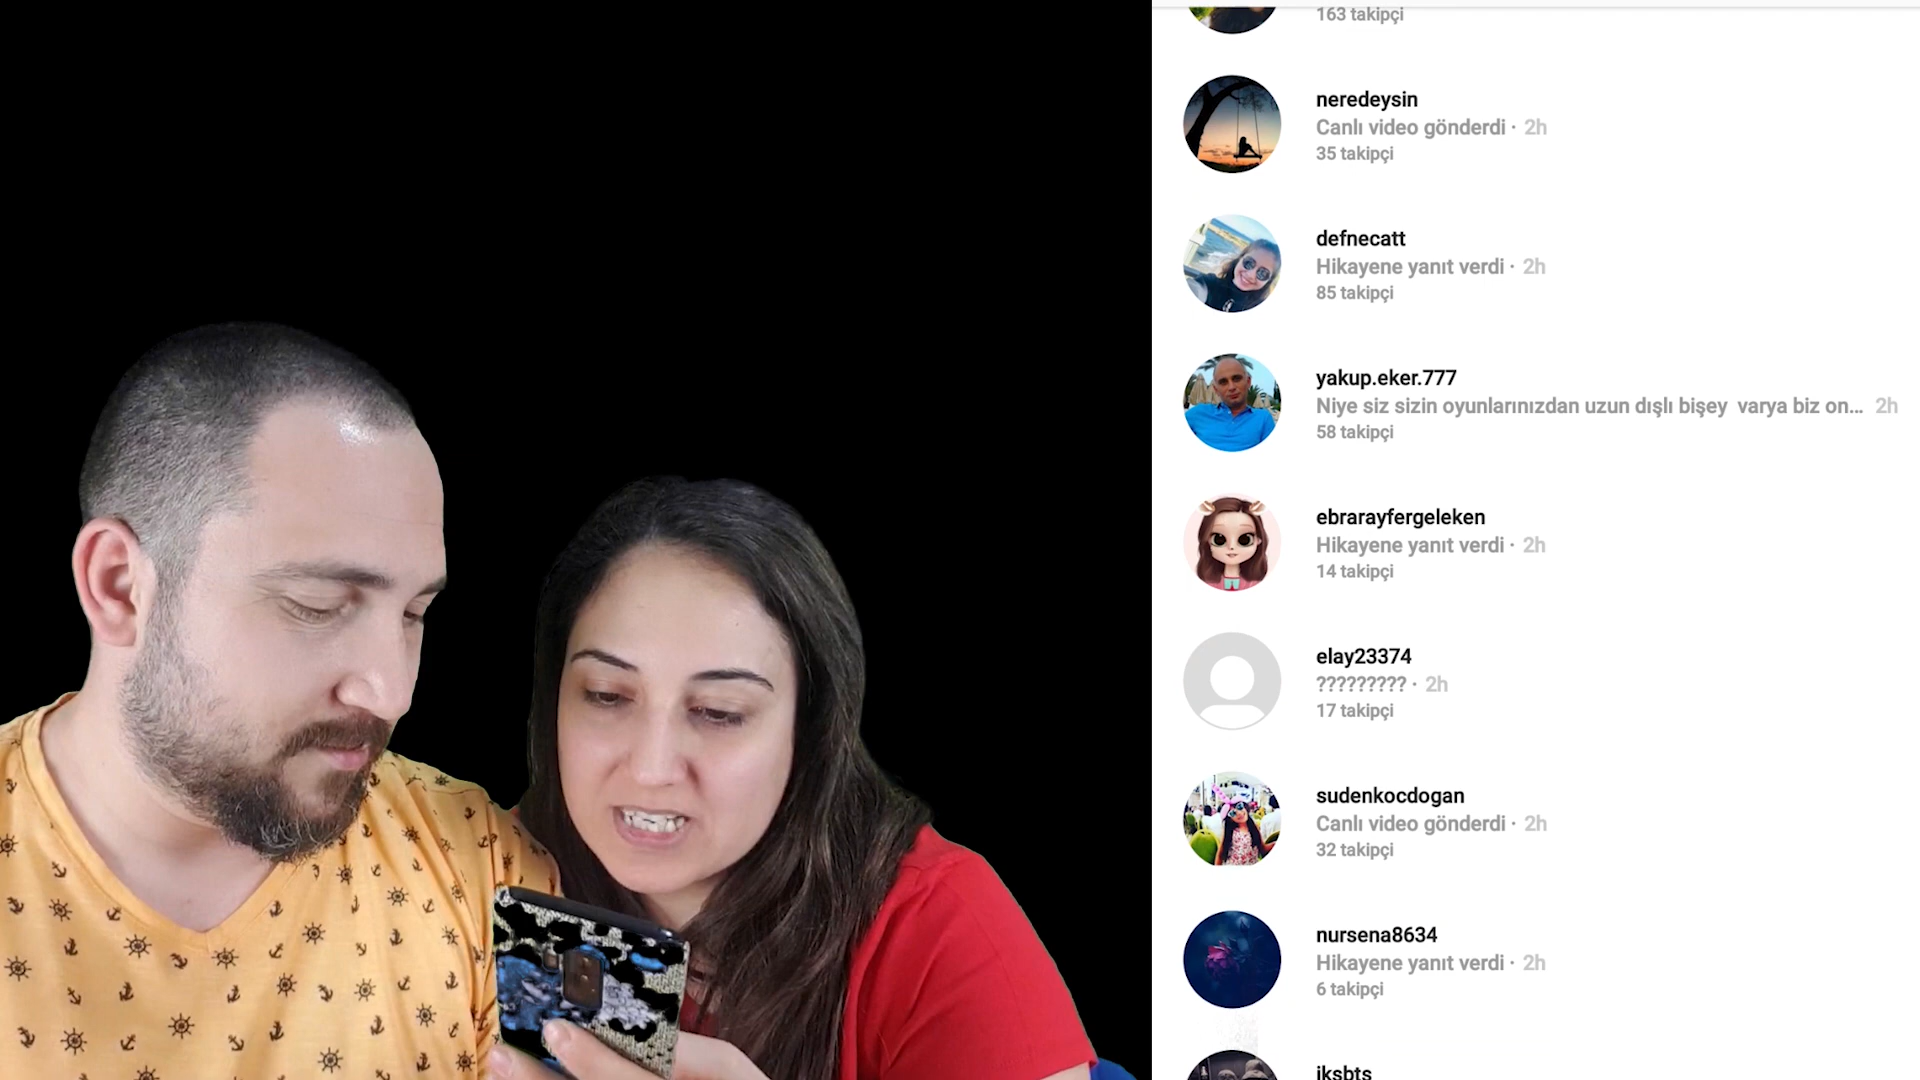 163 takipçi
neredeysin
Canlı video gönderdi · 2h
35 takipçi
defnecatt
Hikayene yanıt verdi · 2h
85 takipçi
yakup.eker.777
Niye siz sizin oyunlarınızdan uzun dışlı bişey varya biz on... 2h
58 takipçi
ebrarayfergeleken
Hikayene yanıt verdi · 2h
14 takipçi
elay23374
????????? · 2h
17 takipçi
sudenkocdogan
Canlı video gönderdi · 2h
32 takipçi
nursena8634
Hikayene yanıt verdi · 2h
6 takipçi
iksbts